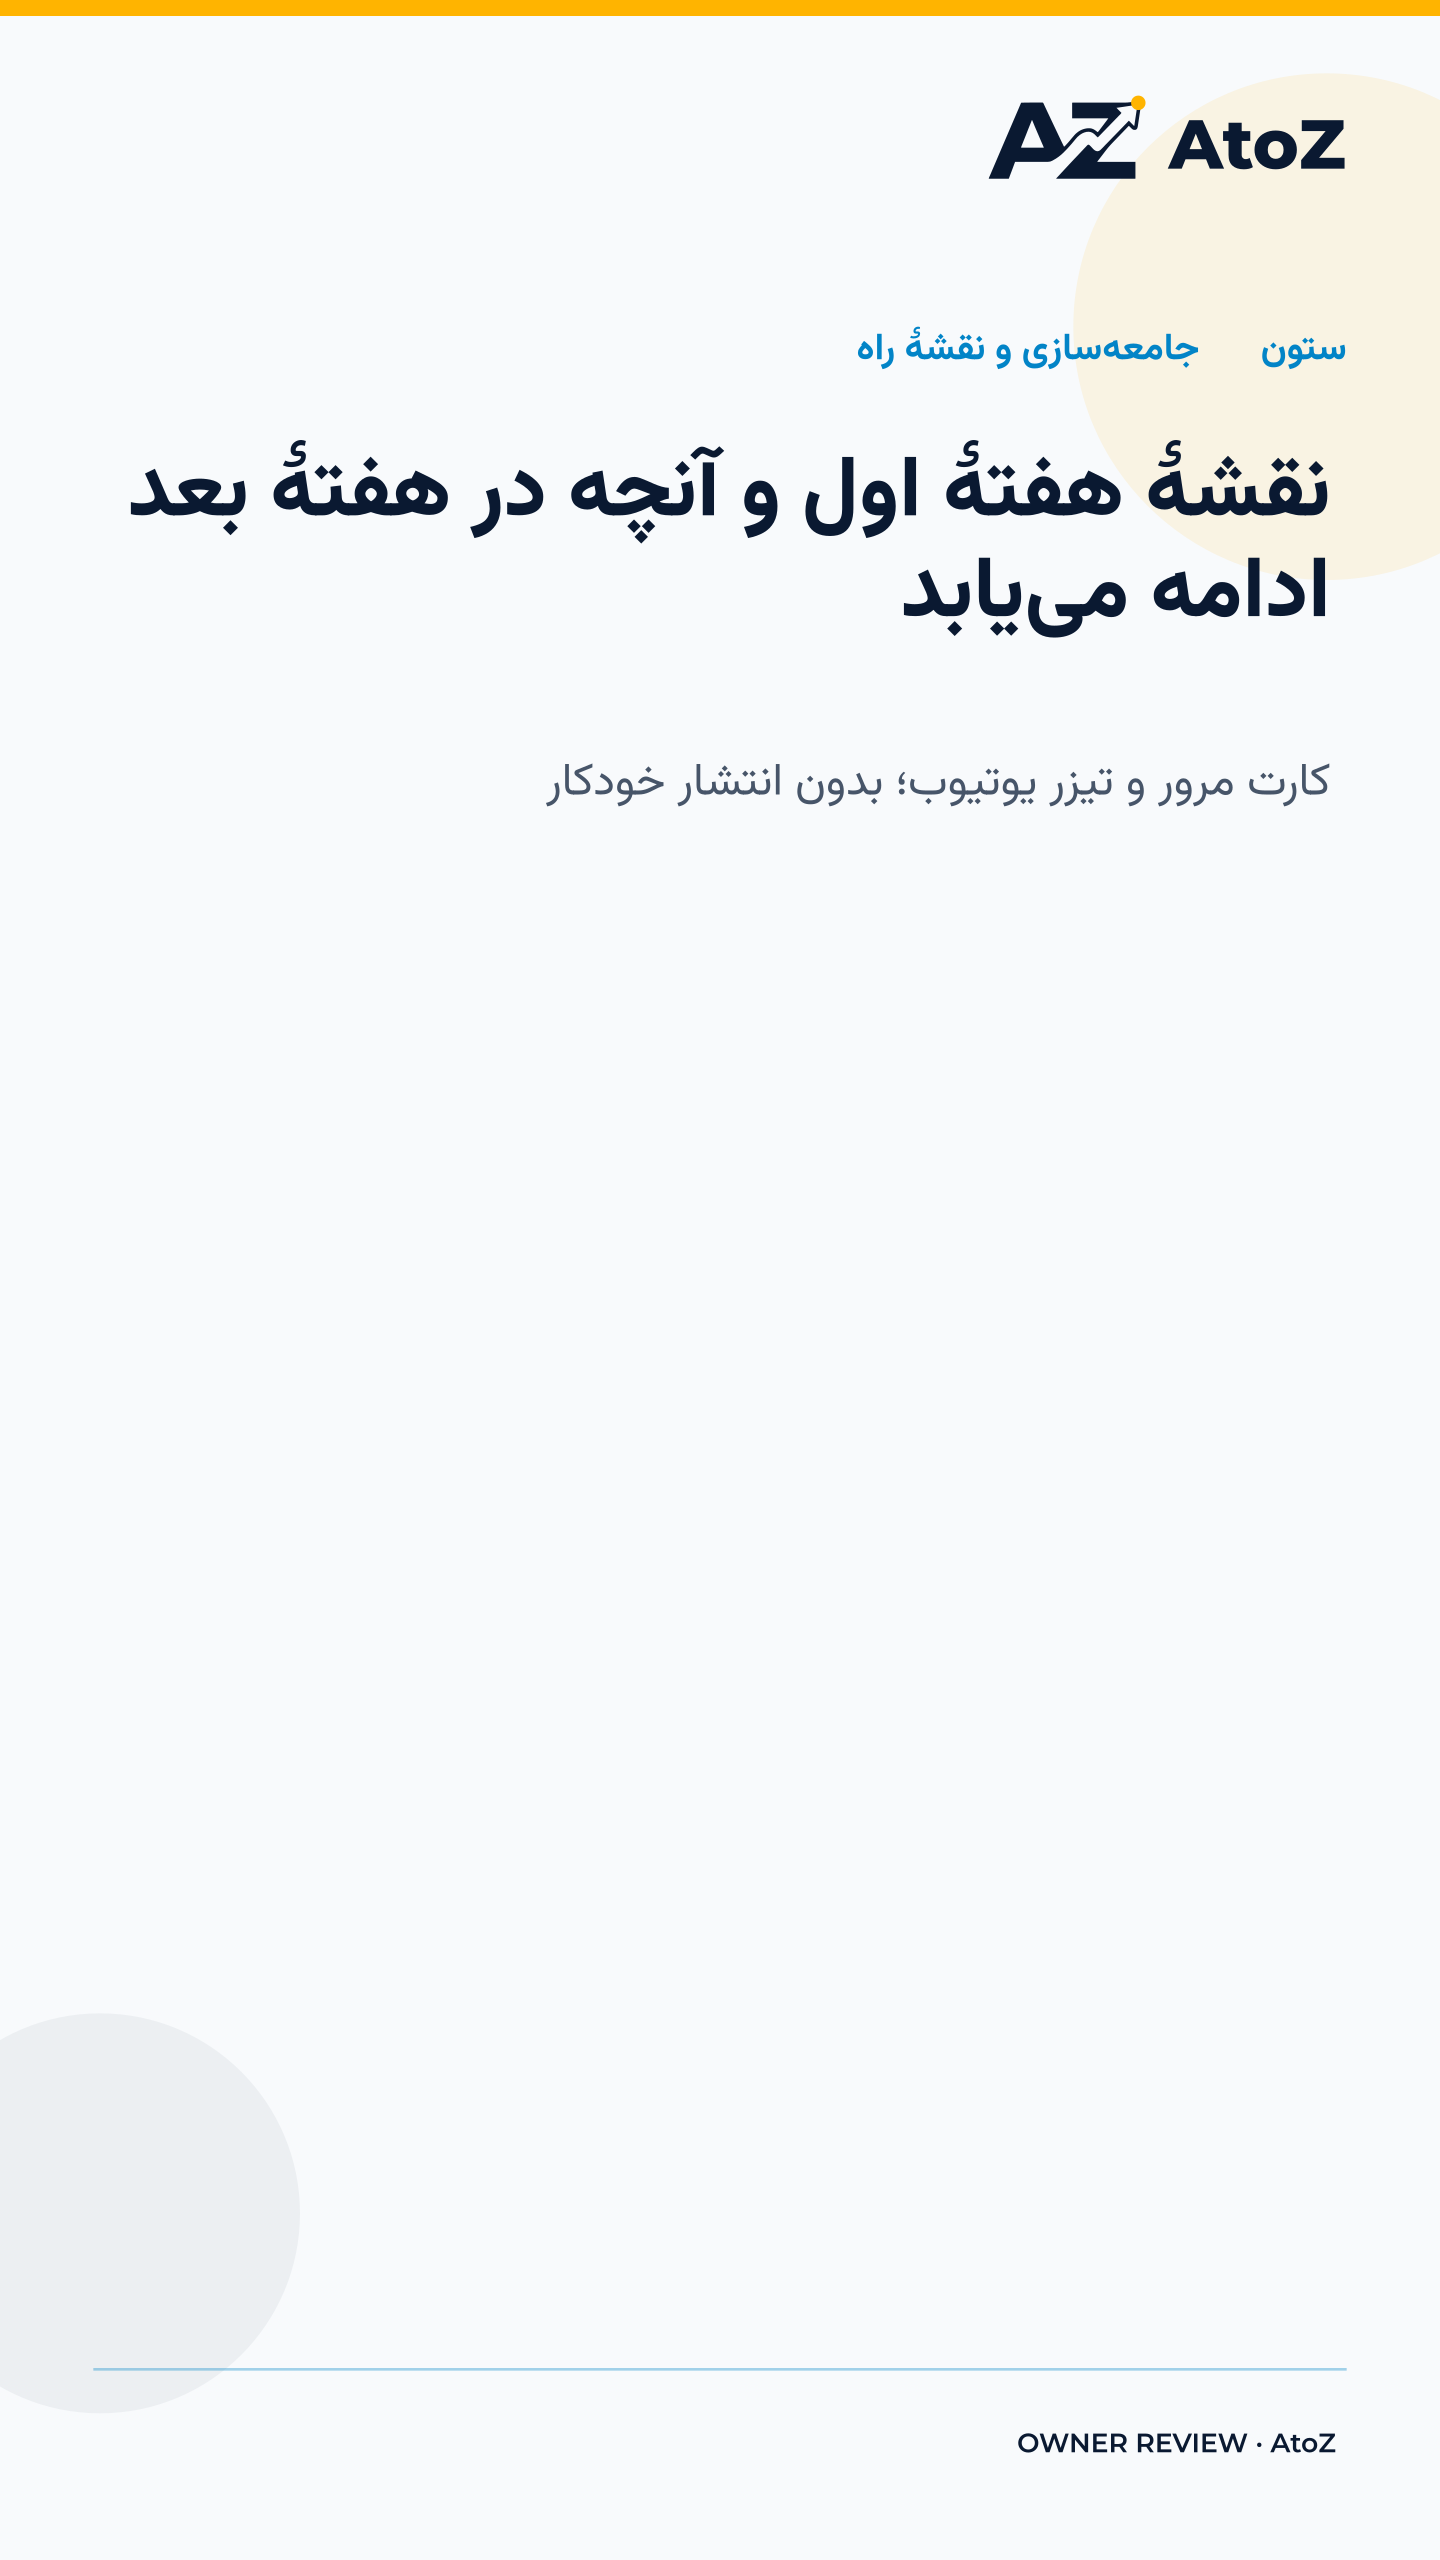 AZ AtoZ
ستون جامعه‌سازی و نقشهٔ راه
نقشهٔ هفتهٔ اول و آنچه در هفتهٔ بعد
ادامه می‌یابد
کارت مرور و تیزر یوتیوب؛ بدون انتشار خودکار
OWNER REVIEW · AtoZ